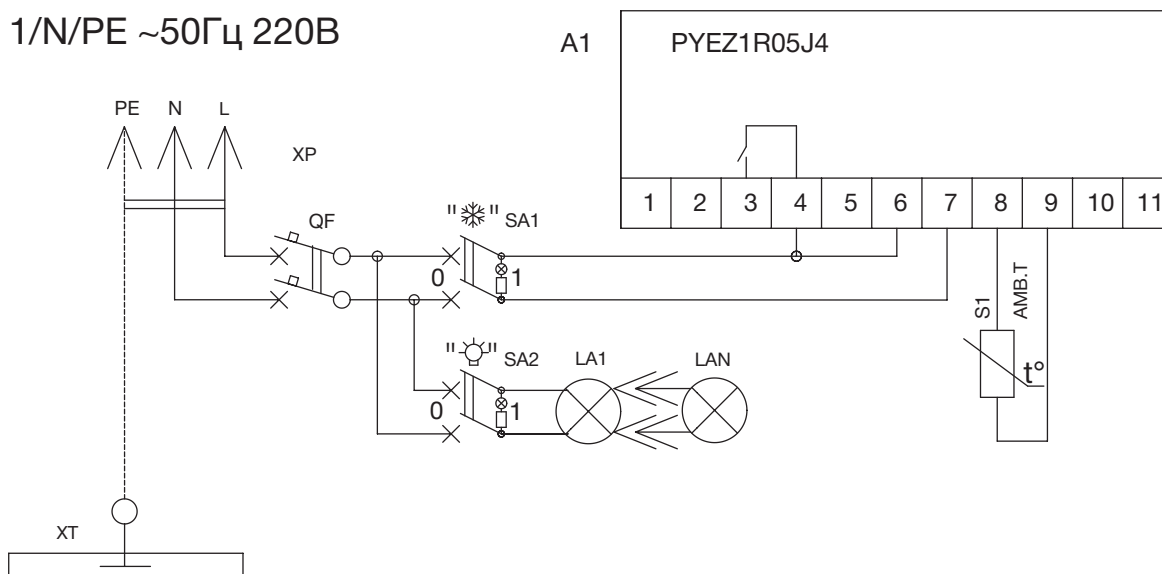 1/N/PE ~50Гц 220В
A1 PYEZ1R05J4
PE N L
XP
1 2 3 4 5 6 7 8 9 10 11
QF
"❄" SA1
0 1
S1
AMB.T
"💡" SA2 LA1 LAN
t°
0 1
XT